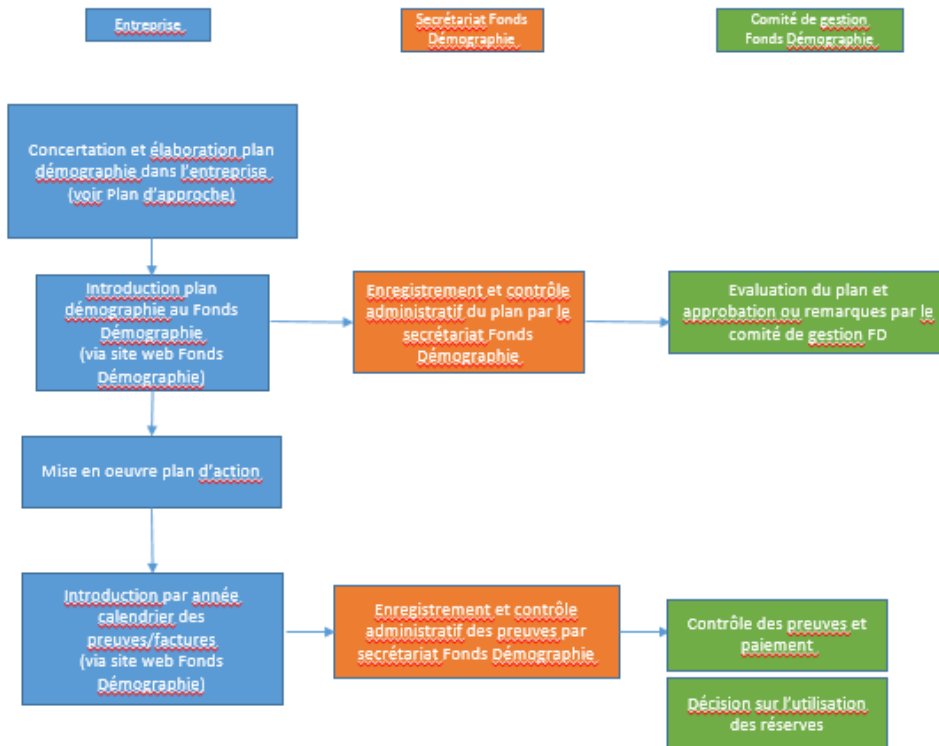 Entreprise
Secrétariat Fonds
Démographie
Comité de gestion
Fonds Démographie
Concertation et élaboration plan
démographie dans l'entreprise
(voir Plan d'approche)
Introduction plan
démographie au Fonds
Démographie
(via site web Fonds
Démographie)
Enregistrement et contrôle
administratif du plan par le
secrétariat Fonds
Démographie
Evaluation du plan et
approbation ou remarques par le
comité de gestion FD
Mise en oeuvre plan d'action
Introduction par année
calendrier des
preuves/factures
(via site web Fonds
Démographie)
Enregistrement et contrôle
administratif des preuves par
secrétariat Fonds Démographie
Contrôle des preuves et
paiement
Décision sur l'utilisation
des réserves